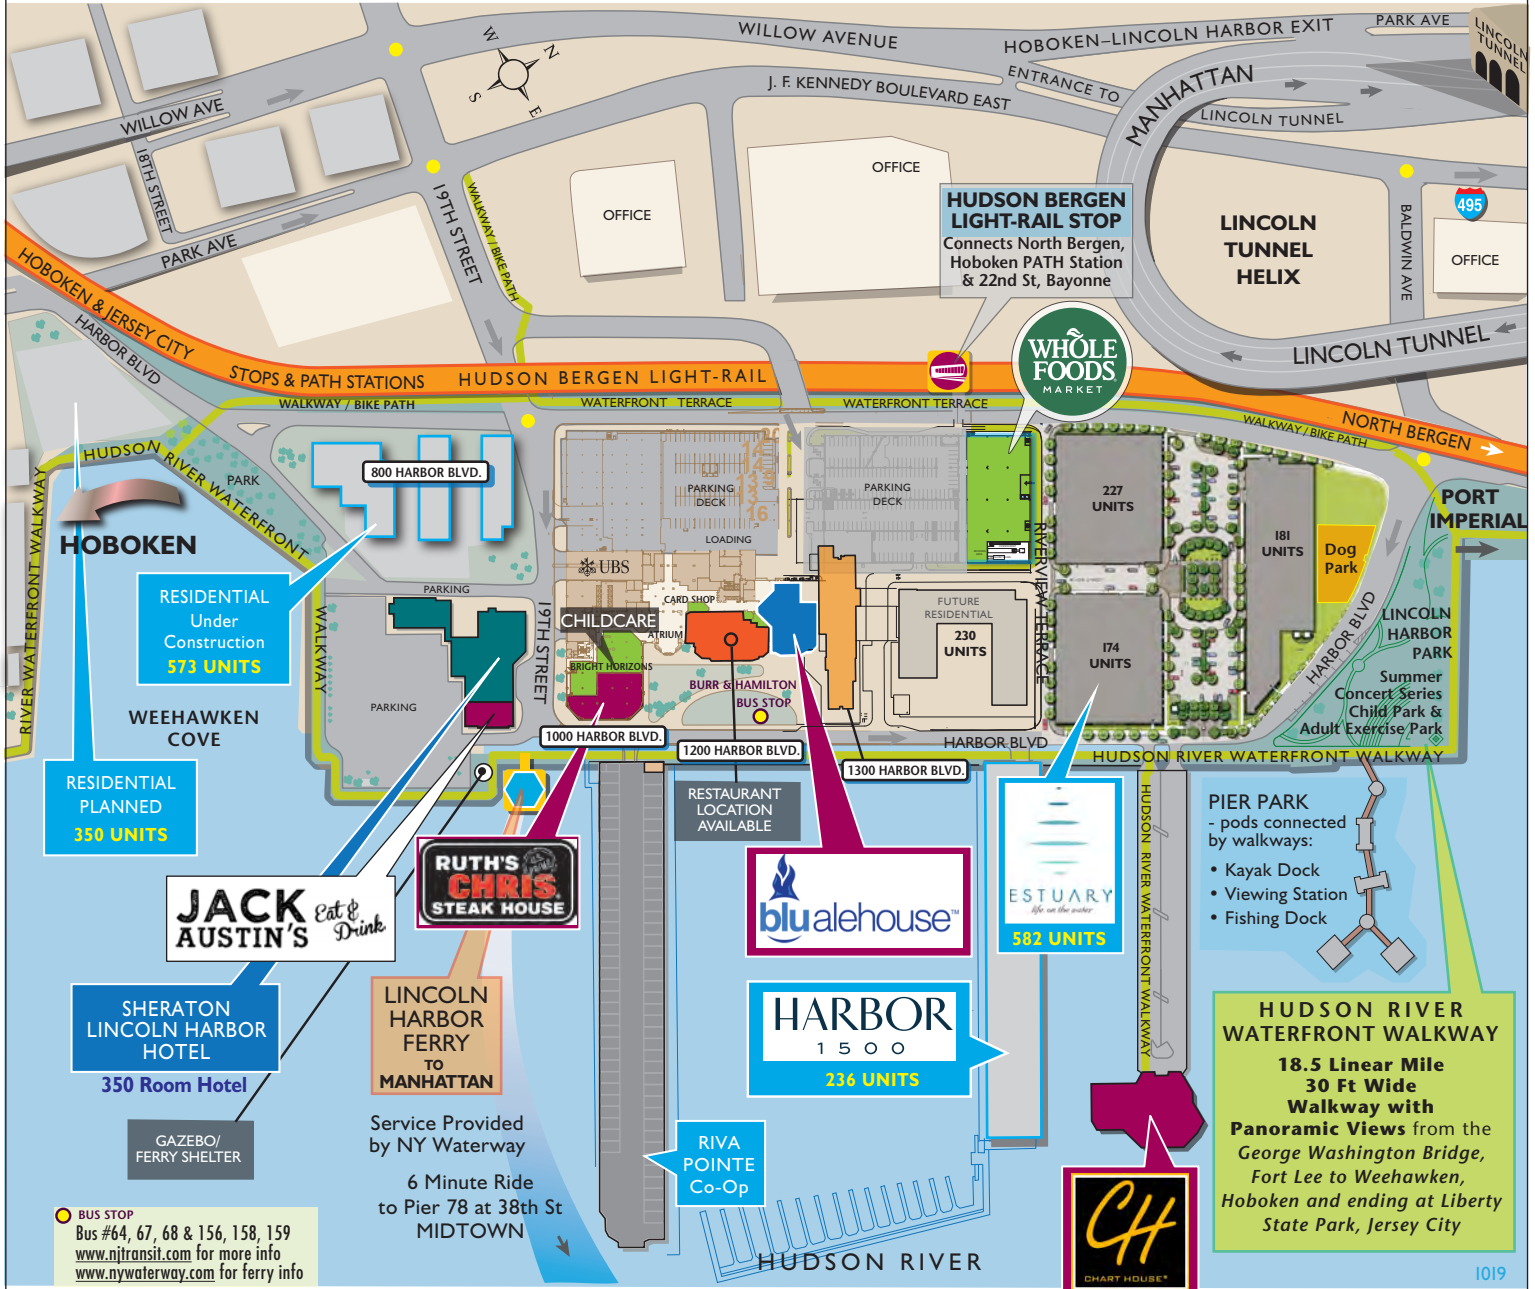 WILLOW AVENUE
HOBOKEN–LINCOLN HARBOR EXIT
PARK AVE
LINCOLN
TUNNEL
W
N
S
E
J. F. KENNEDY BOULEVARD EAST
ENTRANCE TO
LINCOLN TUNNEL
MANHATTAN
WILLOW AVE
18TH STREET
PARK AVE
19TH STREET
WALKWAY / BIKE PATH
OFFICE
OFFICE
HUDSON BERGEN
LIGHT-RAIL STOP
Connects North Bergen,
Hoboken PATH Station
& 22nd St, Bayonne
LINCOLN
TUNNEL
HELIX
495
BALDWIN AVE
OFFICE
LINCOLN TUNNEL
WHOLE
FOODS
MARKET
HOBOKEN & JERSEY CITY
HARBOR BLVD
STOPS & PATH STATIONS
HUDSON BERGEN LIGHT-RAIL
WALKWAY / BIKE PATH
WATERFRONT TERRACE
WATERFRONT TERRACE
WALKWAY / BIKE PATH
NORTH BERGEN
HUDSON RIVER WATERFRONT
WALKWAY
RIVER WATERFRONT WALKWAY
PARK
800 HARBOR BLVD.
HOBOKEN
PARKING
DECK
16
LOADING
PARKING
DECK
227
UNITS
181
UNITS
Dog
Park
PORT
IMPERIAL
RESIDENTIAL
Under
Construction
573 UNITS
PARKING
PARKING
19TH STREET
UBS
CARD SHOP
CHILDCARE
ATRIUM
BRIGHT HORIZONS
BURR & HAMILTON
BUS STOP
FUTURE
RESIDENTIAL
230
UNITS
RIVERVIEW TERRACE
174
UNITS
HARBOR BLVD
LINCOLN
HARBOR
PARK
Summer
Concert Series
Child Park &
Adult Exercise Park
WEEHAWKEN
COVE
1000 HARBOR BLVD.
1200 HARBOR BLVD.
1300 HARBOR BLVD.
HARBOR BLVD
HUDSON RIVER WATERFRONT WALKWAY
RESIDENTIAL
PLANNED
350 UNITS
RESTAURANT
LOCATION
AVAILABLE
RUTH'S
CHRIS
STEAK HOUSE
blualehouse™
ESTUARY
life on the water
582 UNITS
HUDSON RIVER WATERFRONT WALKWAY
PIER PARK
- pods connected
by walkways:
• Kayak Dock
• Viewing Station
• Fishing Dock
JACK
AUSTIN'S
Eat &
Drink
SHERATON
LINCOLN HARBOR
HOTEL
350 Room Hotel
LINCOLN
HARBOR
FERRY
TO
MANHATTAN
HARBOR
1500
236 UNITS
HUDSON RIVER
WATERFRONT WALKWAY
18.5 Linear Mile
30 Ft Wide
Walkway with
Panoramic Views from the
George Washington Bridge,
Fort Lee to Weehawken,
Hoboken and ending at Liberty
State Park, Jersey City
GAZEBO/
FERRY SHELTER
Service Provided
by NY Waterway
6 Minute Ride
to Pier 78 at 38th St
MIDTOWN
RIVA
POINTE
Co-Op
CH
CHART HOUSE®
BUS STOP
Bus #64, 67, 68 & 156, 158, 159
www.njtransit.com for more info
www.nywaterway.com for ferry info
HUDSON RIVER
1019